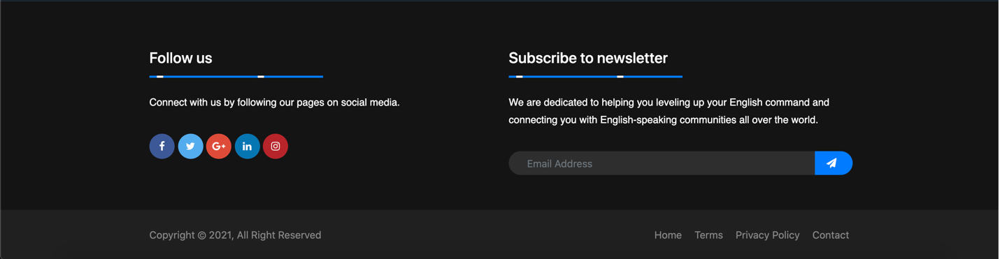 Follow us
Connect with us by following our pages on social media.
Subscribe to newsletter
We are dedicated to helping you leveling up your English command and
connecting you with English-speaking communities all over the world.
Email Address
Copyright © 2021, All Right Reserved
Home Terms Privacy Policy Contact